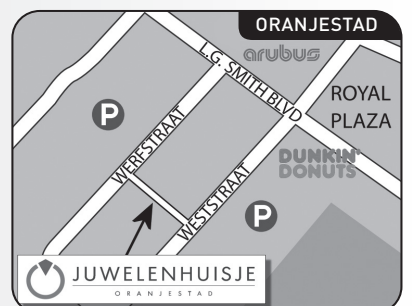 ORANJESTAD
arubus
L.G. SMITH BLVD
ROYAL
PLAZA
P
WERFSTRAAT
DUNKIN'
DONUTS
WESTSTRAAT
P
JUWELENHUISJE
ORANJESTAD